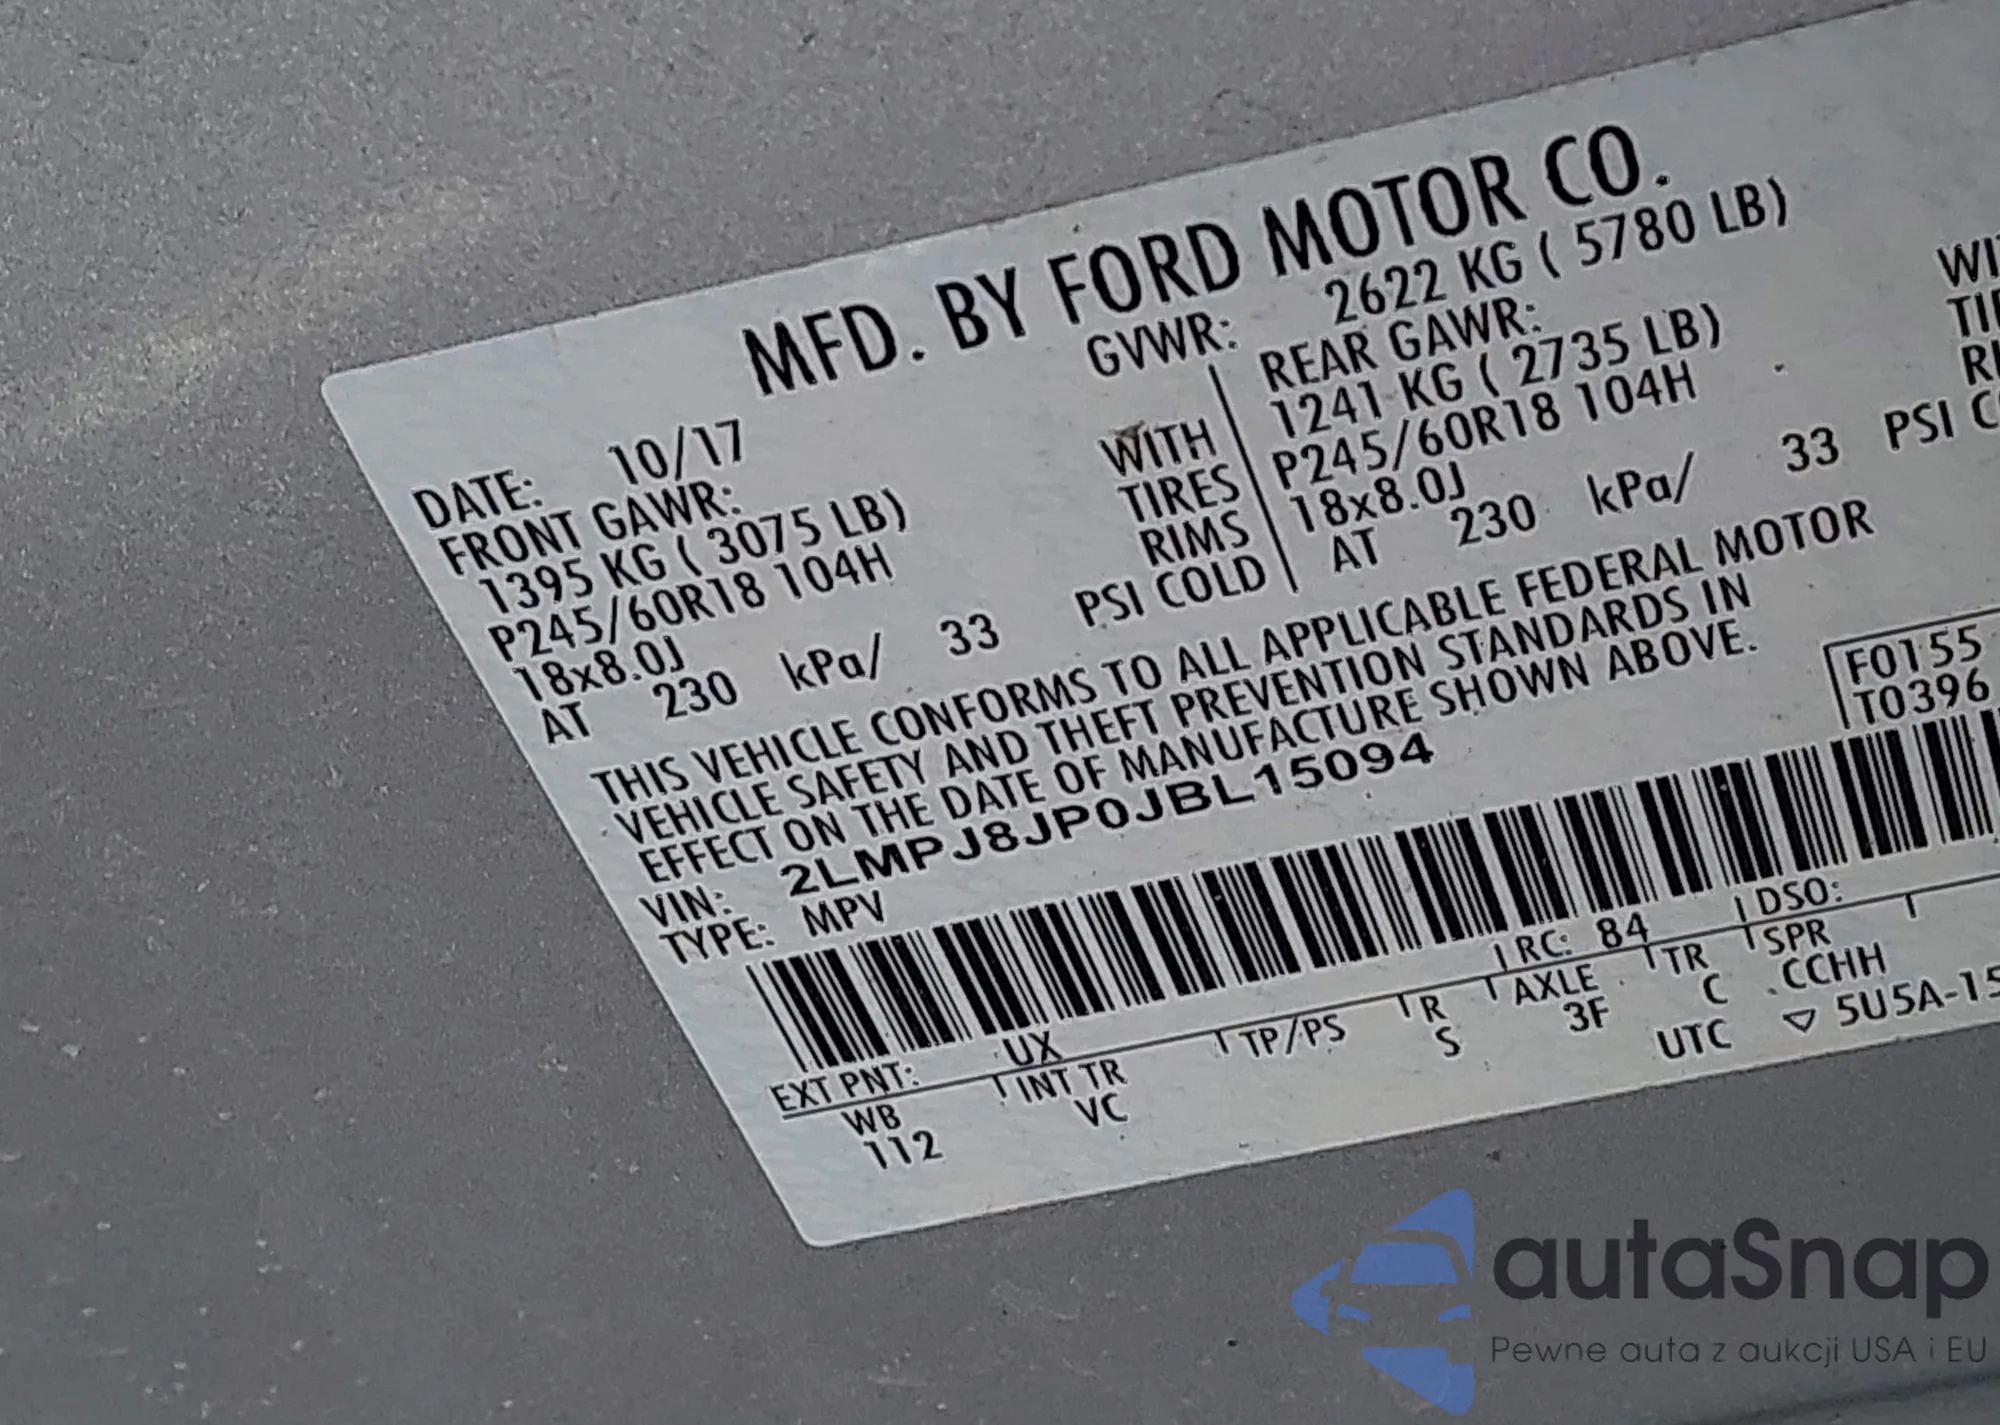 MFD. BY FORD MOTOR CO.
DATE: 10/17 GVWR: 2622 KG ( 5780 LB)
FRONT GAWR: REAR GAWR:
1395 KG ( 3075 LB) WITH 1241 KG ( 2735 LB)
P245/60R18 104H TIRES P245/60R18 104H
18x8.0J RIMS 18x8.0J
AT 230 kPa/ 33 PSI COLD AT 230 kPa/ 33 PSI
THIS VEHICLE CONFORMS TO ALL APPLICABLE FEDERAL MOTOR
VEHICLE SAFETY AND THEFT PREVENTION STANDARDS IN
EFFECT ON THE DATE OF MANUFACTURE SHOWN ABOVE.
VIN: 2LMPJ8JP0JBL15094
TYPE: MPV
F0155
T0396
EXT PNT: UX RC: 84 DSO:
WB INT TR TP/PS R AXLE TR SPR
112 VC S 3F C CCHH
UTC ▽ 5U5A-15
autaSnap
Pewne auta z aukcji USA i EU